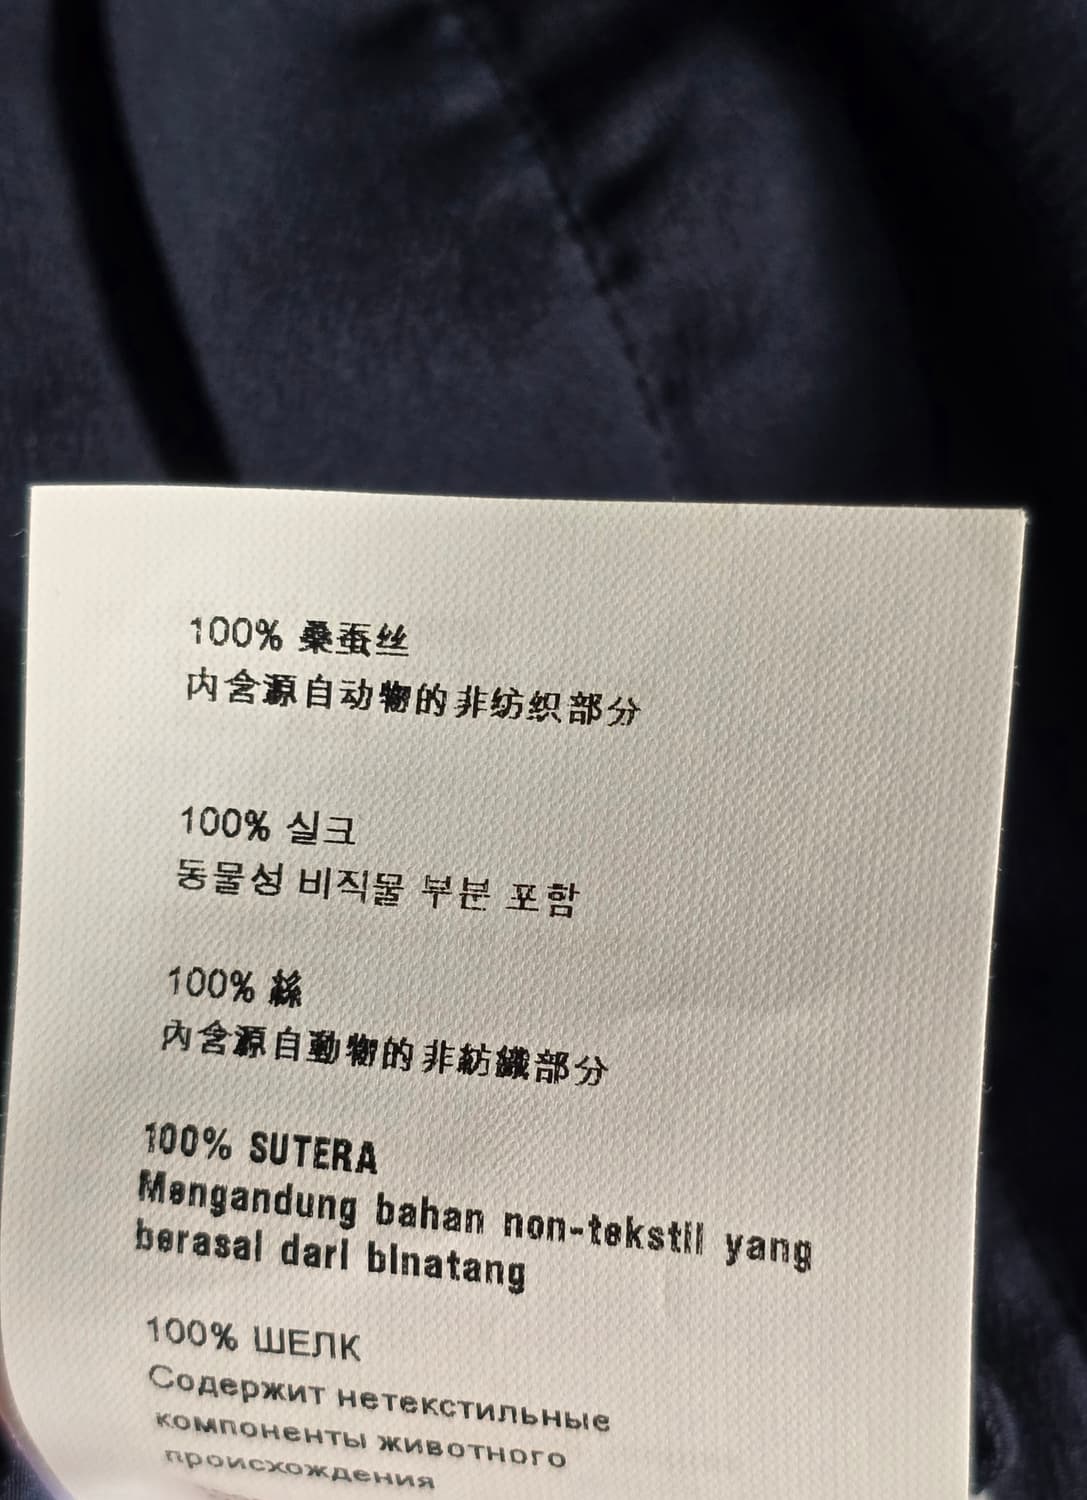 100% 桑蚕丝
内含源自动物的非纺织部分
100% 실크
동물성 비직물 부분 포함
100% 絲
內含源自動物的非紡織部分
100% SUTERA
Mengandung bahan non-tekstil yang
berasal dari binatang
100% ШЕЛК
Содержит нетекстильные
компоненты животного
происхождения